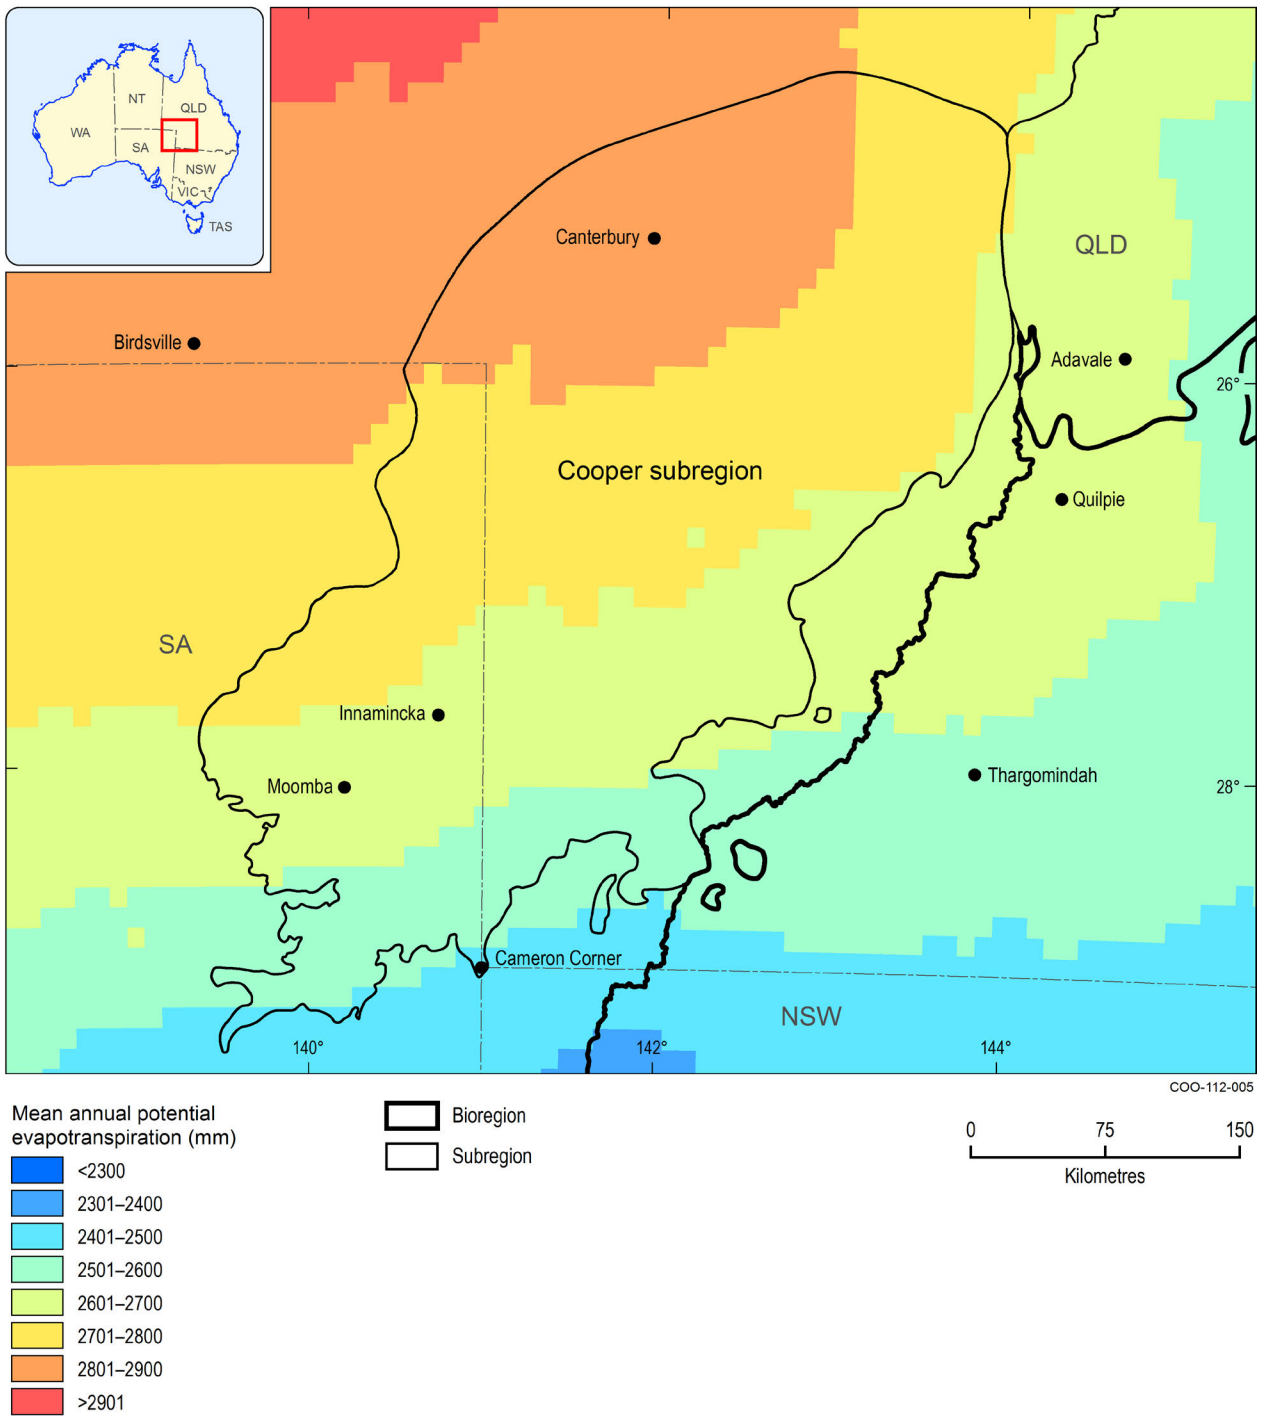 NT
QLD
WA
SA
NSW
VIC
TAS
Canterbury
QLD
Birdsville
Adavale
26°
Cooper subregion
Quilpie
SA
Innamincka
Moomba
Thargomindah
28°
Cameron Corner
NSW
140°
142°
144°
COO-112-005
Mean annual potential
evapotranspiration (mm)
<2300
2301–2400
2401–2500
2501–2600
2601–2700
2701–2800
2801–2900
>2901
Bioregion
Subregion
0 75 150
Kilometres